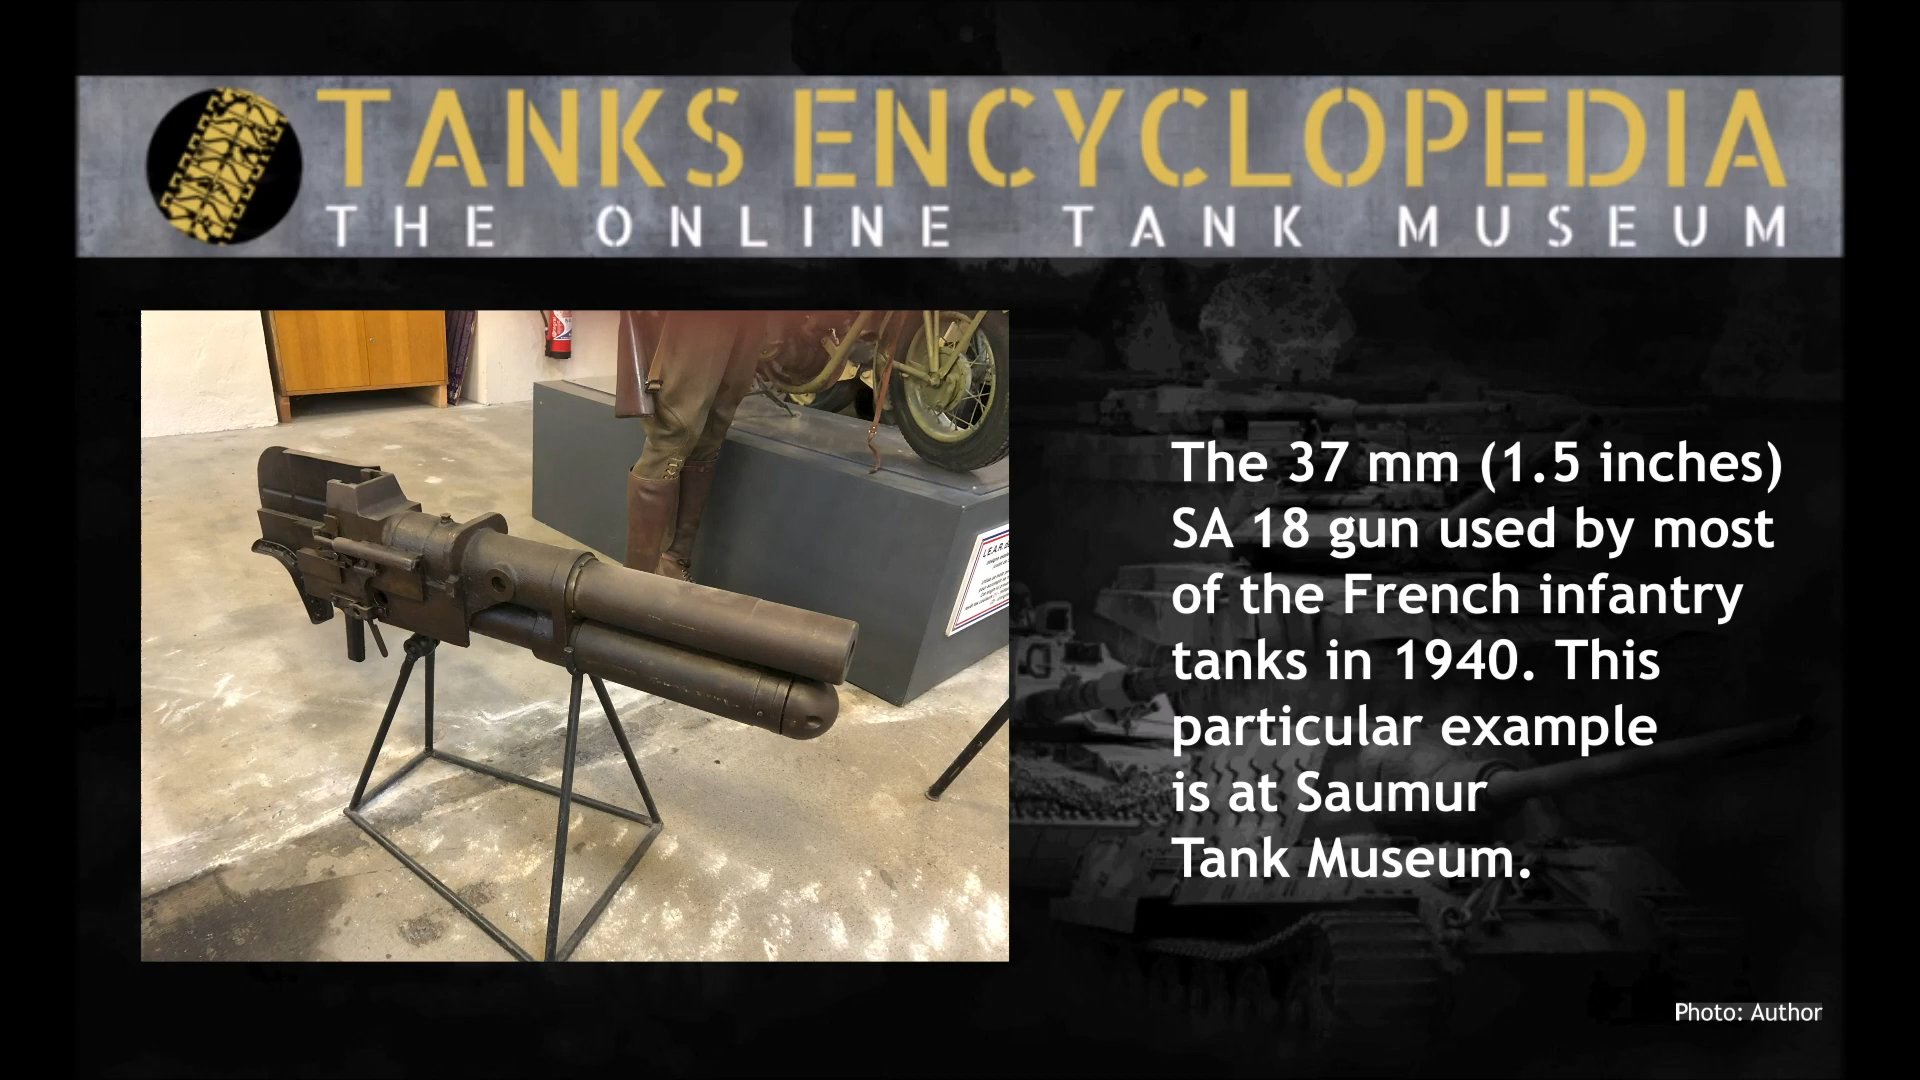 TANKS ENCYCLOPEDIA
THE ONLINE TANK MUSEUM
The 37 mm (1.5 inches)
SA 18 gun used by most
of the French infantry
tanks in 1940. This
particular example
is at Saumur
Tank Museum.
Photo: Author